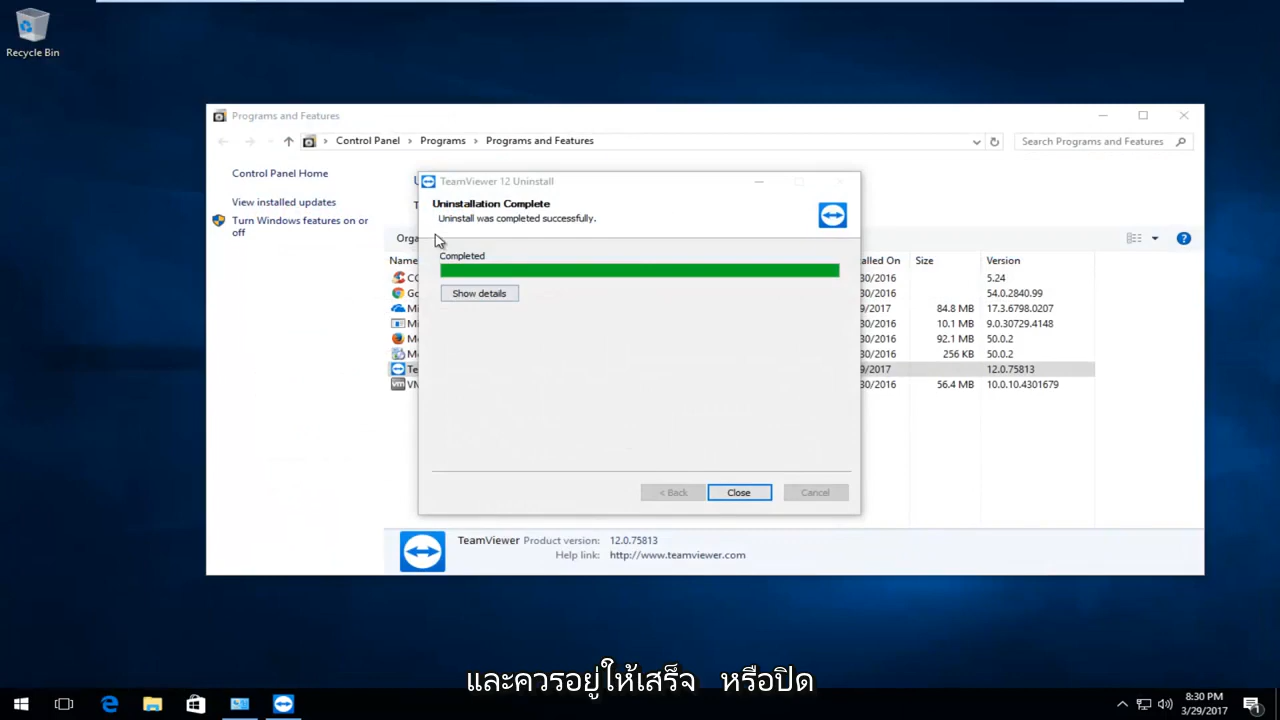 Recycle Bin
Programs and Features
Control Panel > Programs > Programs and Features
Search Programs and Features
Control Panel Home
View installed updates
Turn Windows features on or
off
TeamViewer 12 Uninstall
Uninstallation Complete
Uninstall was completed successfully.
Completed
Show details
< Back
Close
Cancel
Orga
Name
alled On Size Version
30/2016 5.24
30/2016 54.0.2840.99
9/2017 84.8 MB 17.3.6798.0207
30/2016 10.1 MB 9.0.30729.4148
30/2016 92.1 MB 50.0.2
30/2016 256 KB 50.0.2
9/2017 12.0.75813
30/2016 56.4 MB 10.0.10.4301679
TeamViewer Product version: 12.0.75813
Help link: http://www.teamviewer.com
และควรอยู่ให้เสร็จ หรือปิด
8:30 PM
3/29/2017